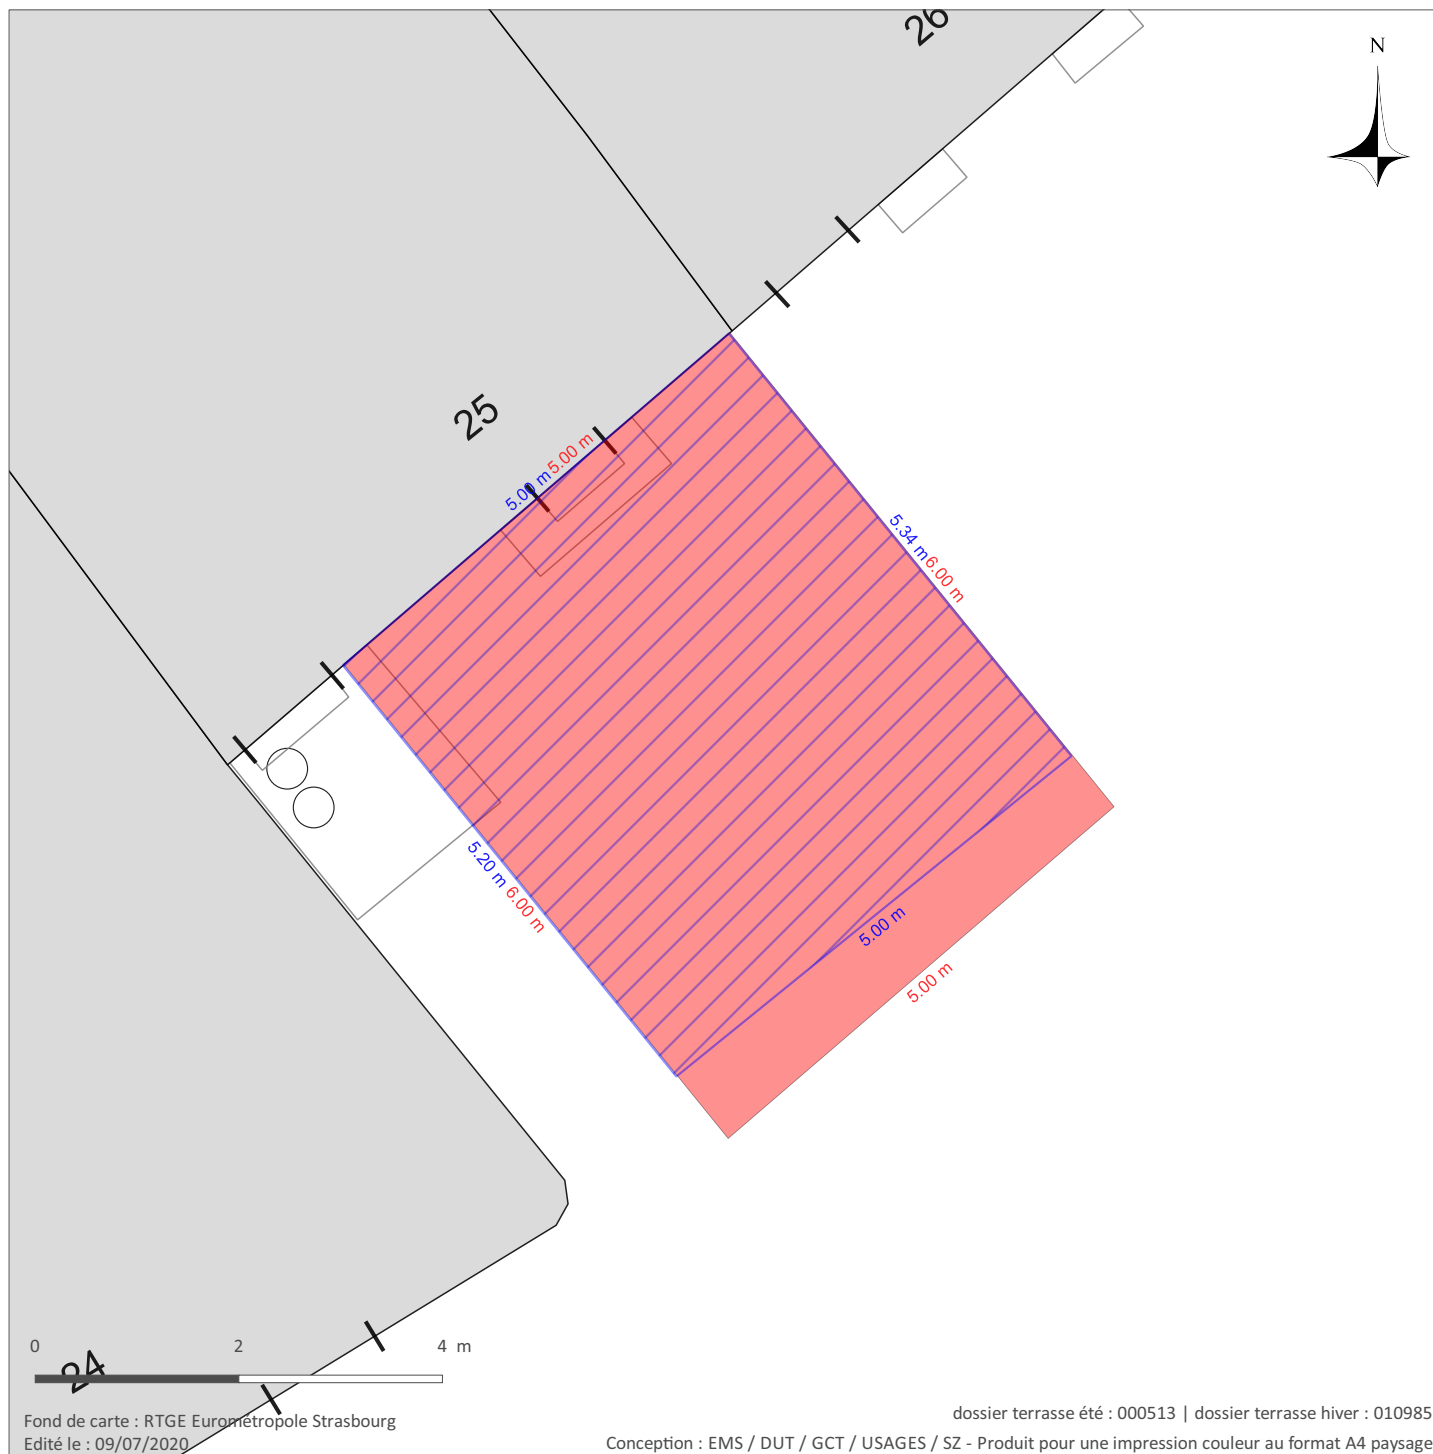 26
N
25
5.00 m
5.00 m
5.34 m
6.00 m
5.20 m
6.00 m
5.00 m
5.00 m
0 2 4 m
24
Fond de carte : RTGE Eurométropole Strasbourg
Edité le : 09/07/2020
dossier terrasse été : 000513 | dossier terrasse hiver : 010985
Conception : EMS / DUT / GCT / USAGES / SZ - Produit pour une impression couleur au format A4 paysage